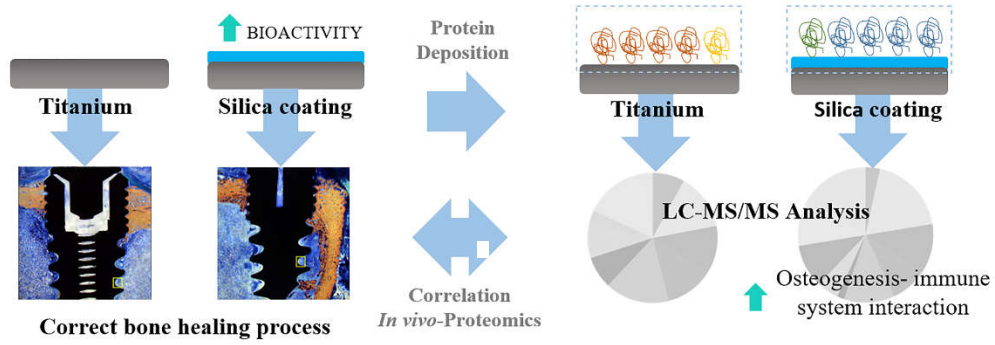 BIOACTIVITY
Titanium
Silica coating
Correct bone healing process
Protein
Deposition
Correlation
In vivo-Proteomics
Titanium
Silica coating
LC-MS/MS Analysis
Osteogenesis- immune
system interaction